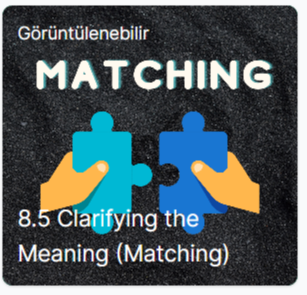 Görüntülenebilir
MATCHING
8.5 Clarifying the
Meaning (Matching)